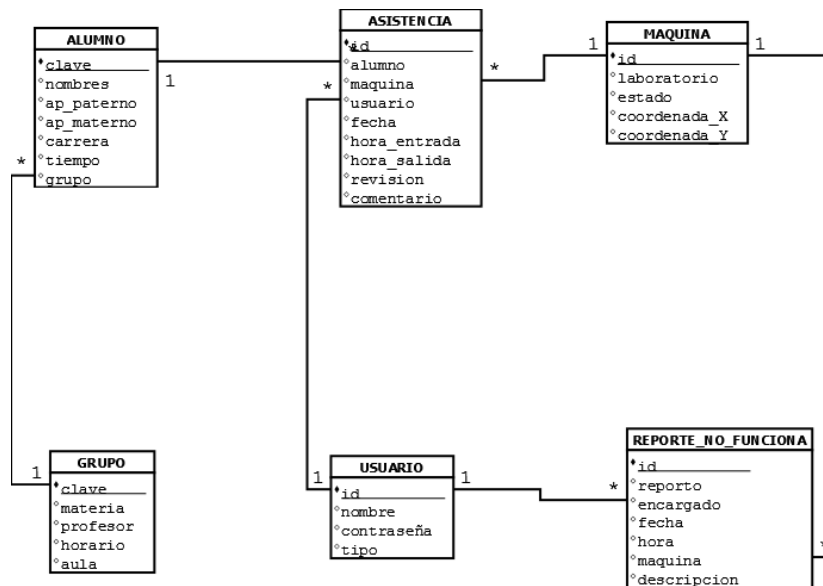 ALUMNO
clave
nombres
ap_paterno
ap_materno
carrera
tiempo
grupo
1
*
ASISTENCIA
id
alumno
maquina
usuario
fecha
hora_entrada
hora_salida
revision
comentario
*
*
*
1
MAQUINA
id
laboratorio
estado
coordenada_X
coordenada_Y
1
GRUPO
clave
materia
profesor
horario
aula
1
USUARIO
id
nombre
contraseña
tipo
1
1
*
REPORTE_NO_FUNCIONA
id
reporto
encargado
fecha
hora
maquina
descripcion
*